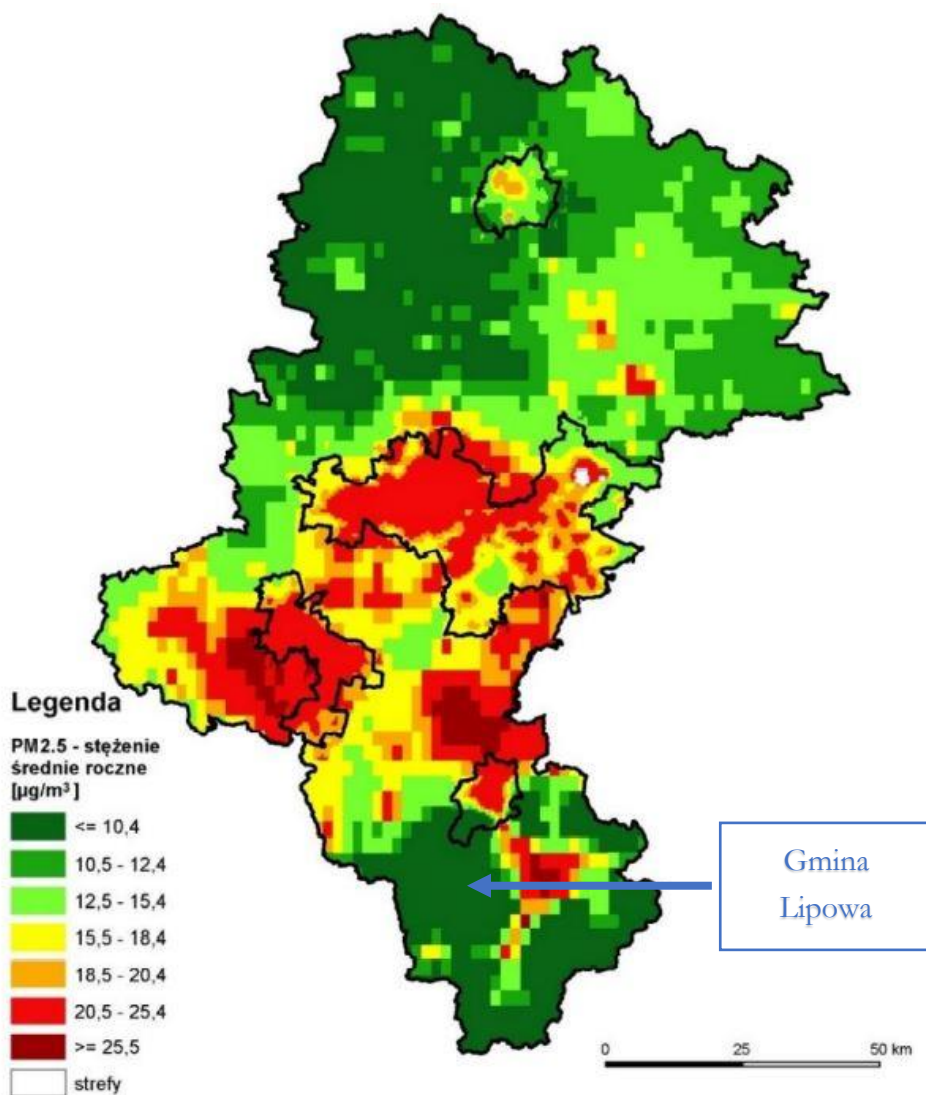 Legenda
PM2.5 - stężenie
średnie roczne
[µg/m³ ]
<= 10,4
10,5 - 12,4
12,5 - 15,4
15,5 - 18,4
18,5 - 20,4
20,5 - 25,4
>= 25,5
strefy
Gmina
Lipowa
0 25 50 km